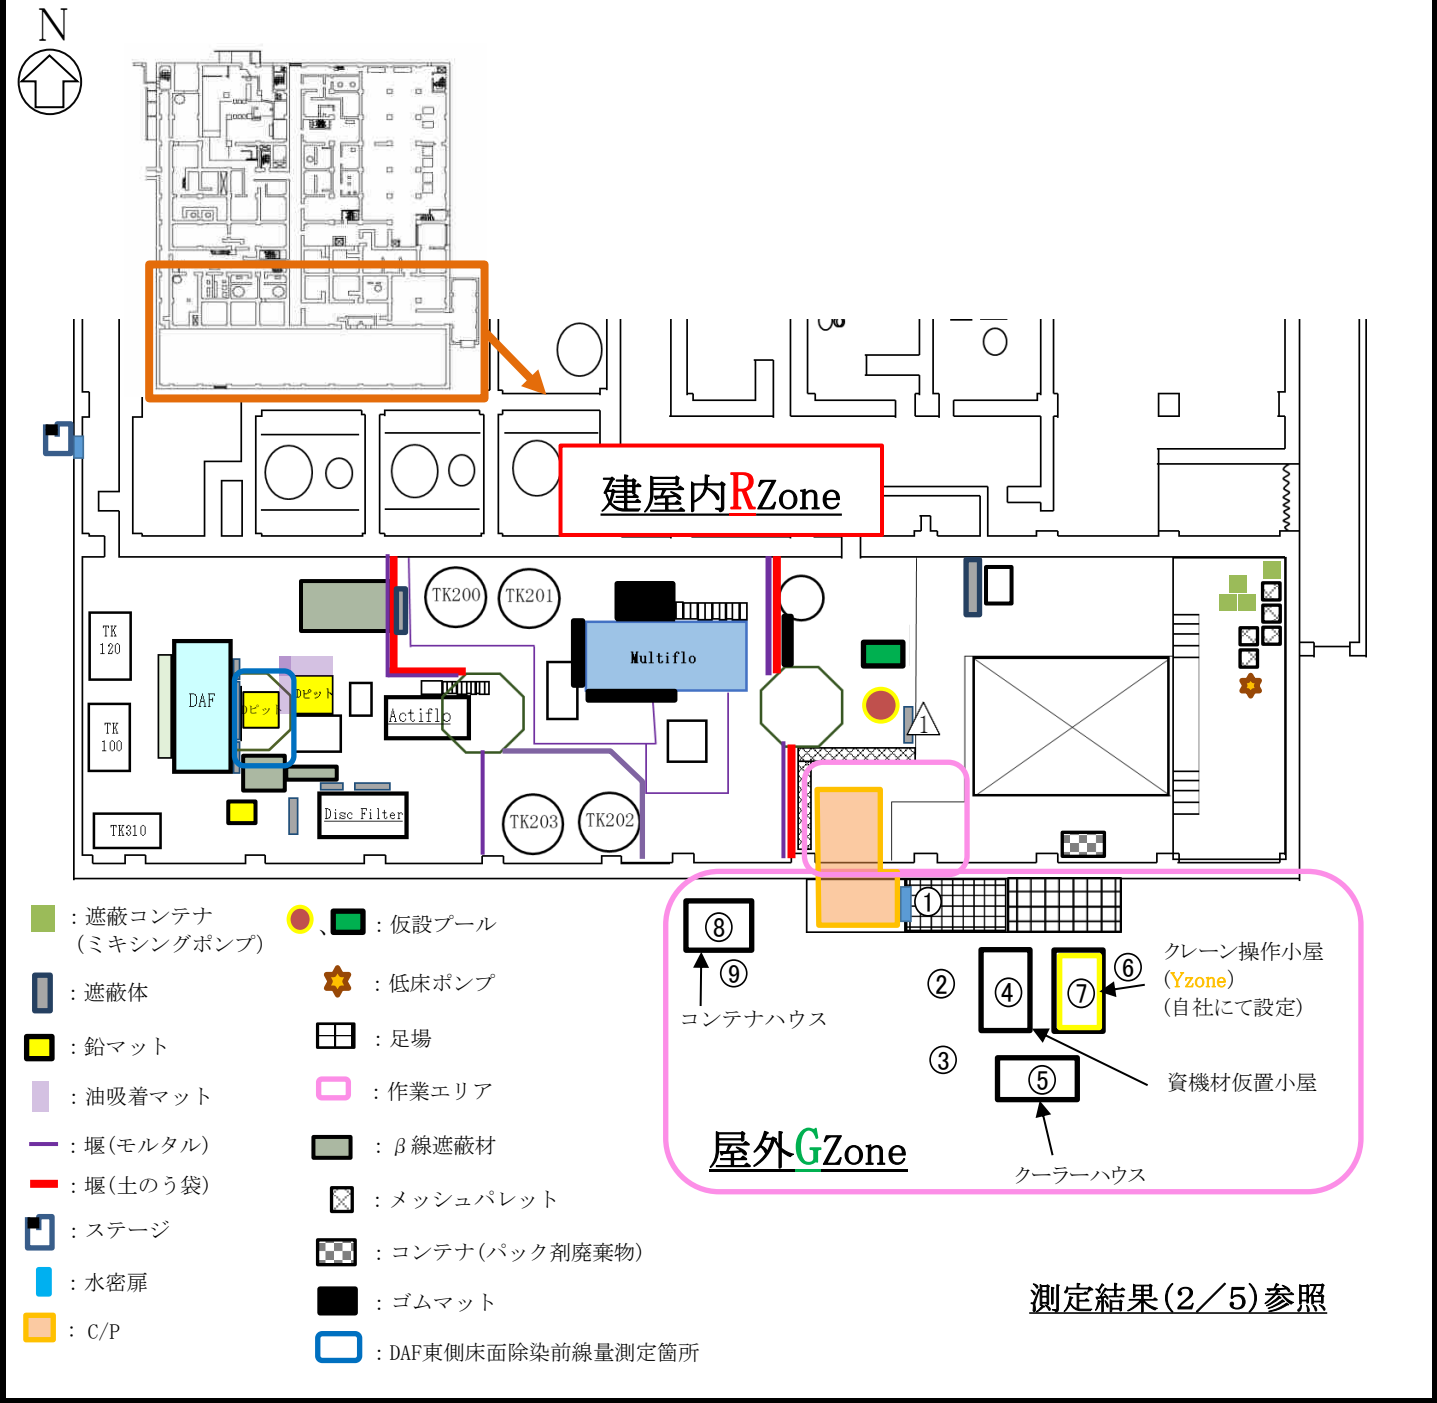 N
建屋内RZone
TK200
TK201
TK
120
DAF
Dピット
Dピット
Multiflo
TK
100
Actiflo
1
Disc Filter
TK203
TK202
TK310
①
⑧
⑨
コンテナハウス
②
④
⑦
⑥
クレーン操作小屋
(Yzone)
(自社にて設定)
③
⑤
資機材仮置小屋
クーラーハウス
屋外GZone
:遮蔽コンテナ
(ミキシングポンプ)
:遮蔽体
:鉛マット
:油吸着マット
:堰(モルタル)
:堰(土のう袋)
:ステージ
:水密扉
: C/P
、
:仮設プール
:低床ポンプ
:足場
:作業エリア
:β線遮蔽材
:メッシュパレット
:コンテナ(パック剤廃棄物)
:ゴムマット
:DAF東側床面除染前線量測定箇所
測定結果(2/5)参照